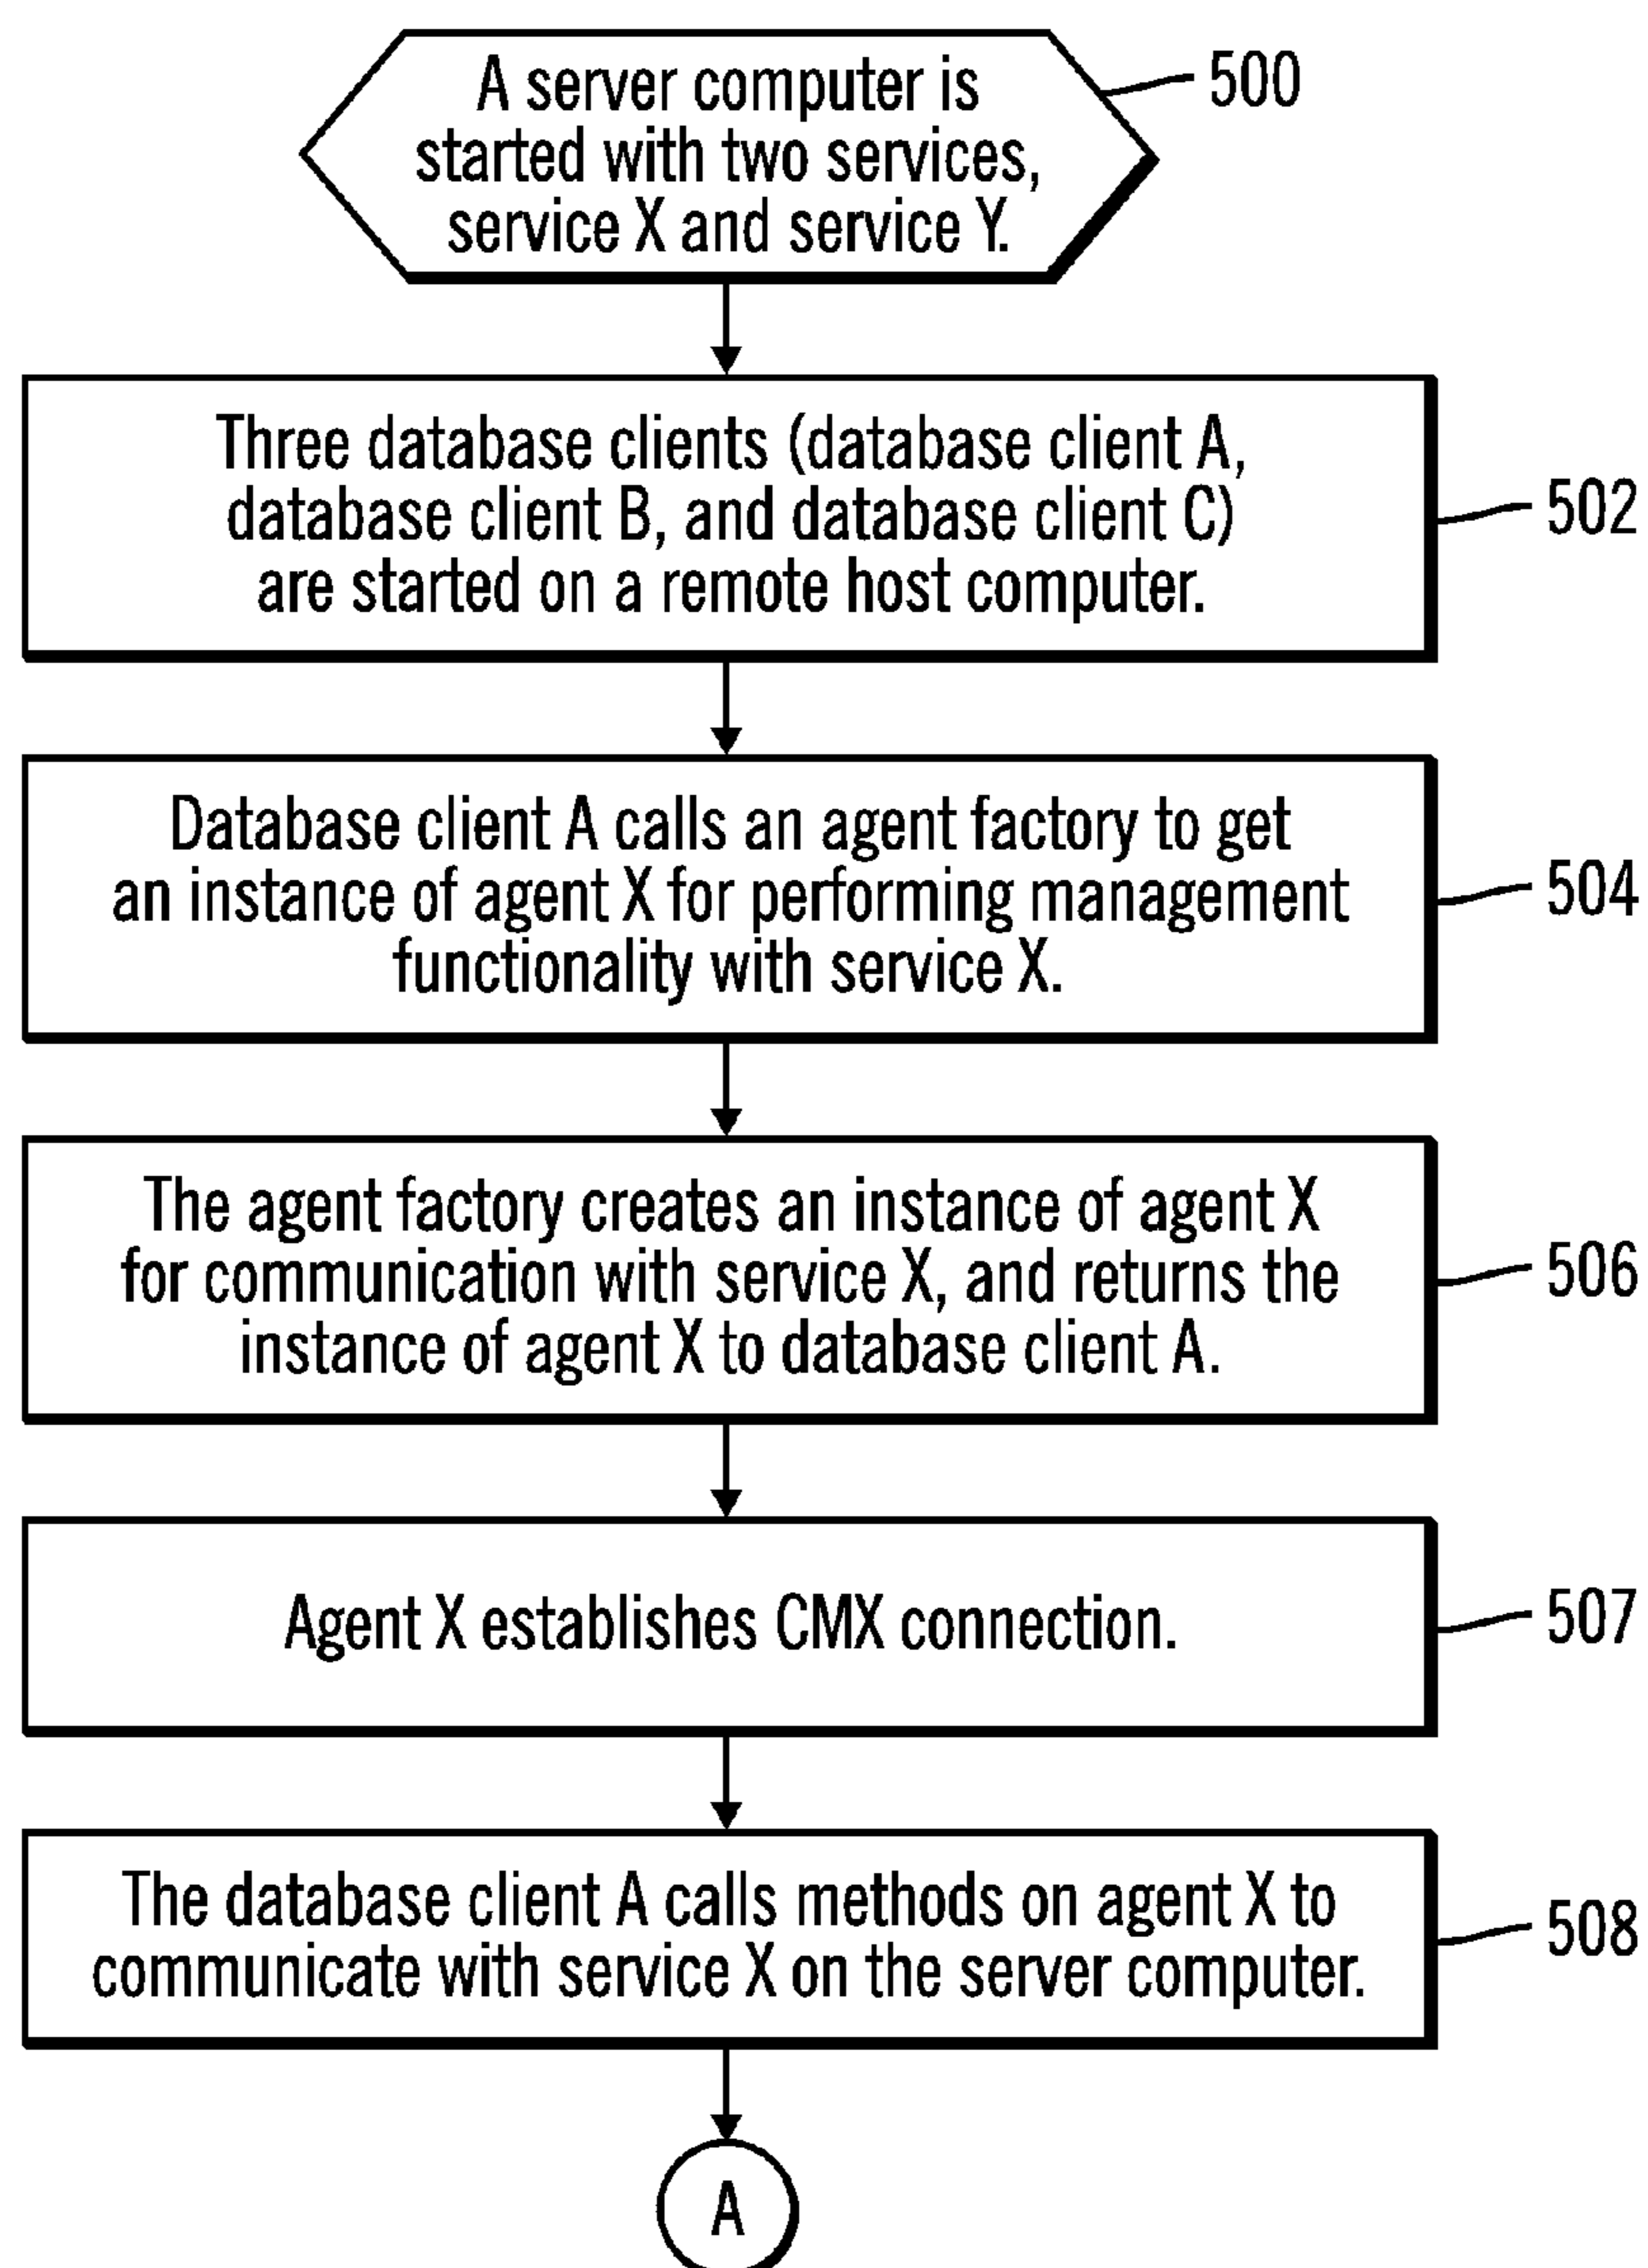 A server computer is
started with two services,
service X and service Y.
500
Three database clients (database client A,
database client B, and database client C)
are started on a remote host computer.
502
Database client A calls an agent factory to get
an instance of agent X for performing management
functionality with service X.
504
The agent factory creates an instance of agent X
for communication with service X, and returns the
instance of agent X to database client A.
506
Agent X establishes CMX connection.
507
The database client A calls methods on agent X to
communicate with service X on the server computer.
508
A